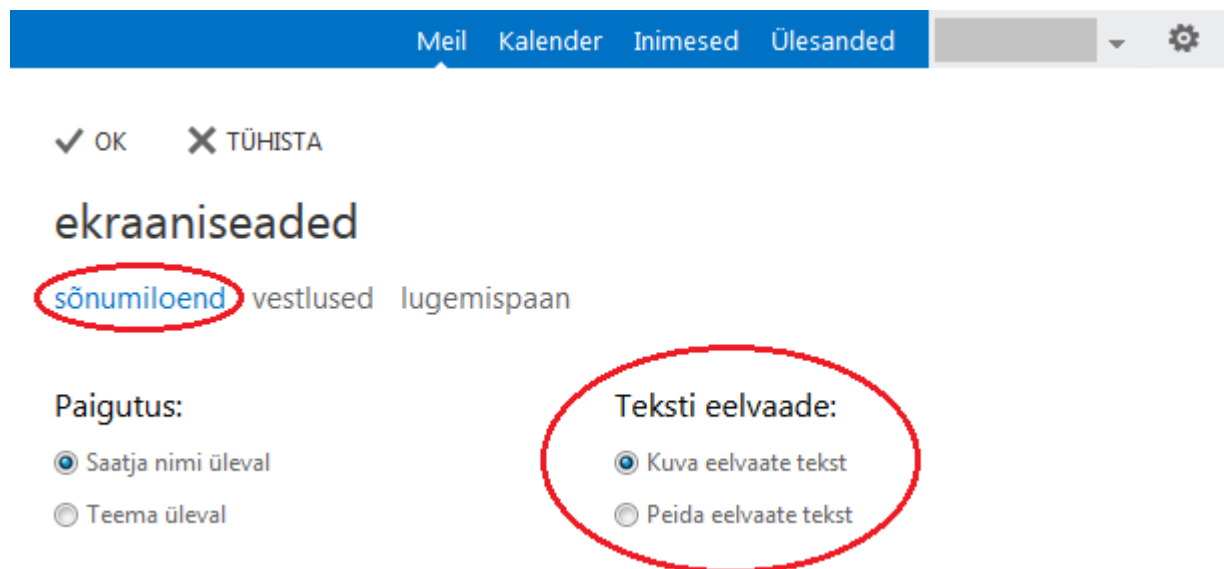 Meil Kalender Inimesed Ülesanded
OK TÜHISTA
ekraaniseaded
sõnumiloend vestlused lugemispaan
Paigutus: Teksti eelvaade:
Saatja nimi üleval Kuva eelvaate tekst
Teema üleval Peida eelvaate tekst